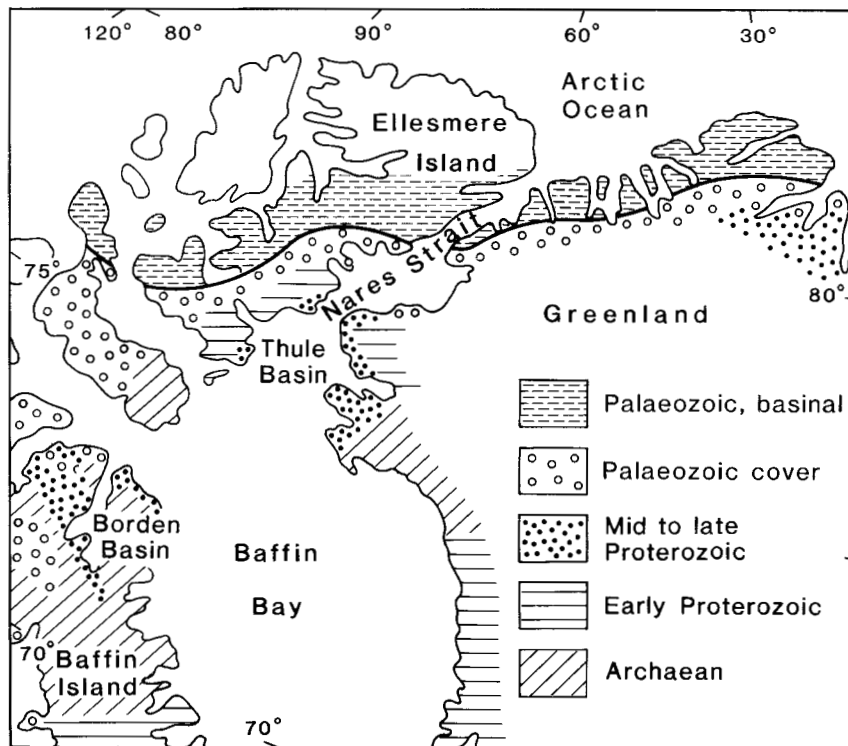 120° 80° 90° 60° 30°
Arctic
Ocean
Ellesmere
Island
Nares Strait
75°
80°
Greenland
Thule
Basin
Palaeozoic, basinal
Palaeozoic cover
Mid to late
Proterozoic
Borden
Basin
Baffin
Bay
Early Proterozoic
70°
Baffin
Island
Archaean
70°